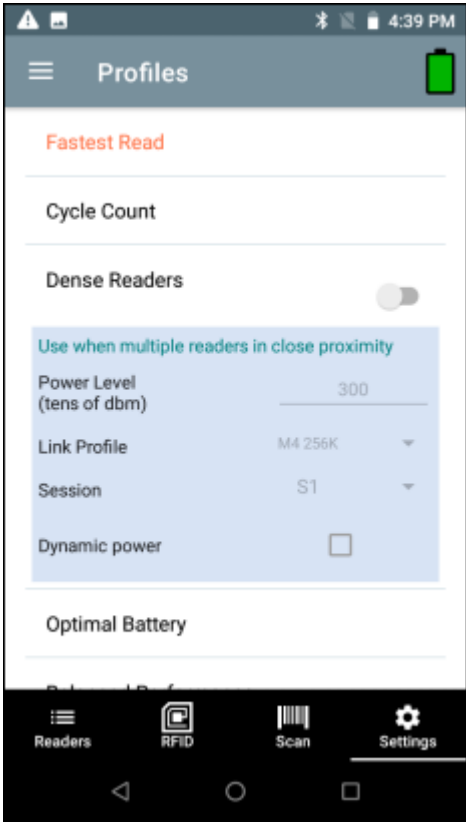 4:39 PM
Profiles
Fastest Read
Cycle Count
Dense Readers
Use when multiple readers in close proximity
Power Level
(tens of dbm)
300
Link Profile
M4 256K
Session
S1
Dynamic power
Optimal Battery
Readers
RFID
Scan
Settings